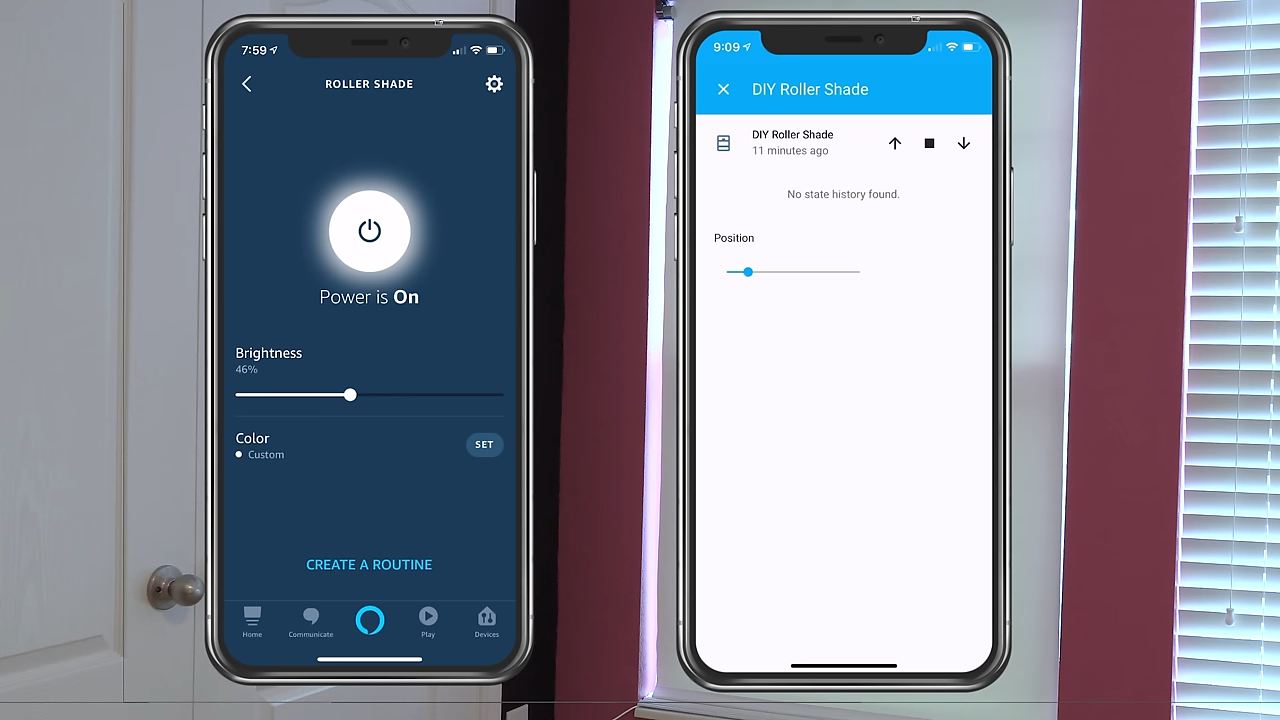 7:59
ROLLER SHADE
Power is On
Brightness
46%
Color
SET
Custom
CREATE A ROUTINE
Home
Communicate
Play
Devices
9:09
DIY Roller Shade
DIY Roller Shade
11 minutes ago
No state history found.
Position